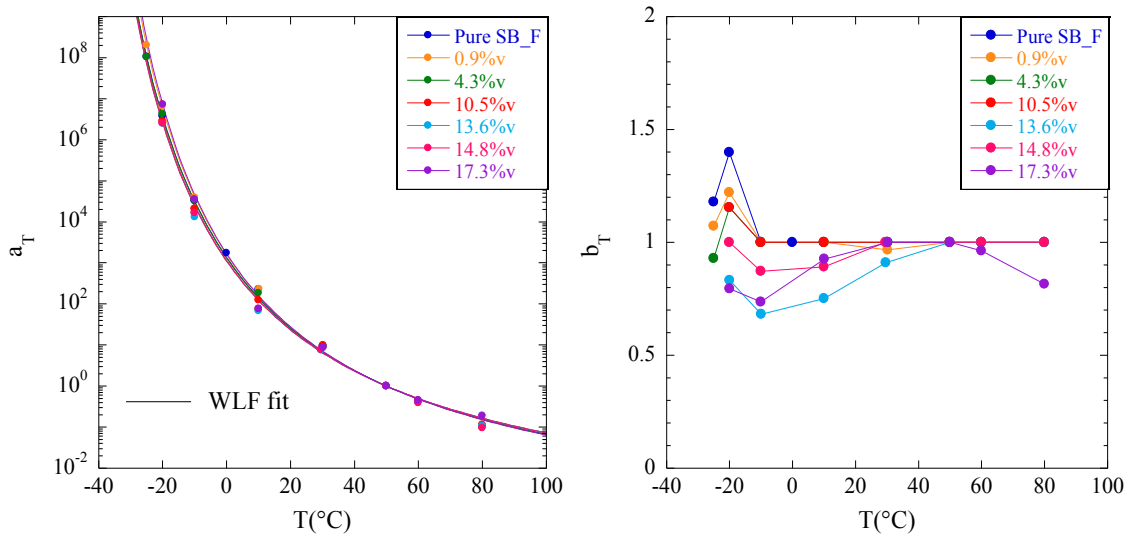 10^8
10^6
10^4
10^2
10^0
10^-2
a_T
Pure SB_F
0.9%v
4.3%v
10.5%v
13.6%v
14.8%v
17.3%v
WLF fit
-40 -20 0 20 40 60 80 100
T(°C)
2
1.5
1
0.5
0
b_T
Pure SB_F
0.9%v
4.3%v
10.5%v
13.6%v
14.8%v
17.3%v
-40 -20 0 20 40 60 80 100
T(°C)